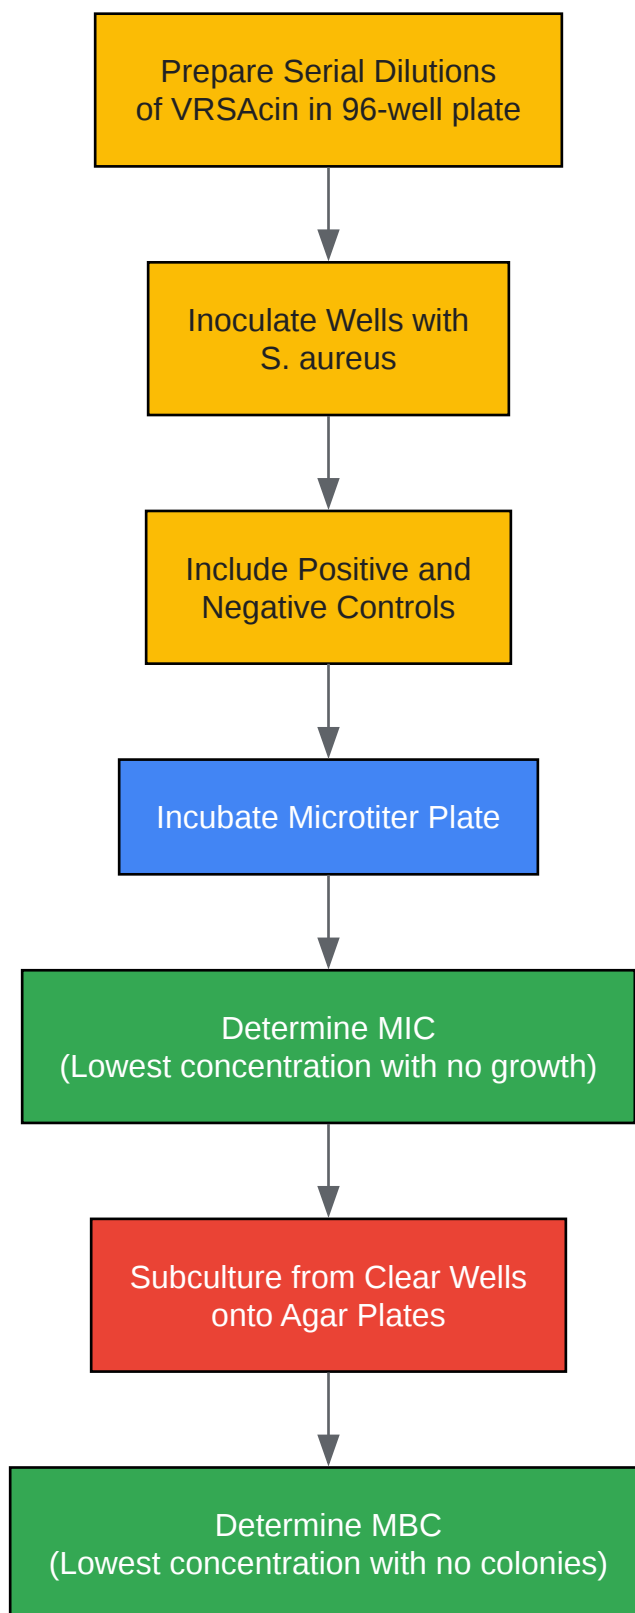 Prepare Serial Dilutions
of VRSAcin in 96-well plate
Inoculate Wells with
S. aureus
Include Positive and
Negative Controls
Incubate Microtiter Plate
Determine MIC
(Lowest concentration with no growth)
Subculture from Clear Wells
onto Agar Plates
Determine MBC
(Lowest concentration with no colonies)